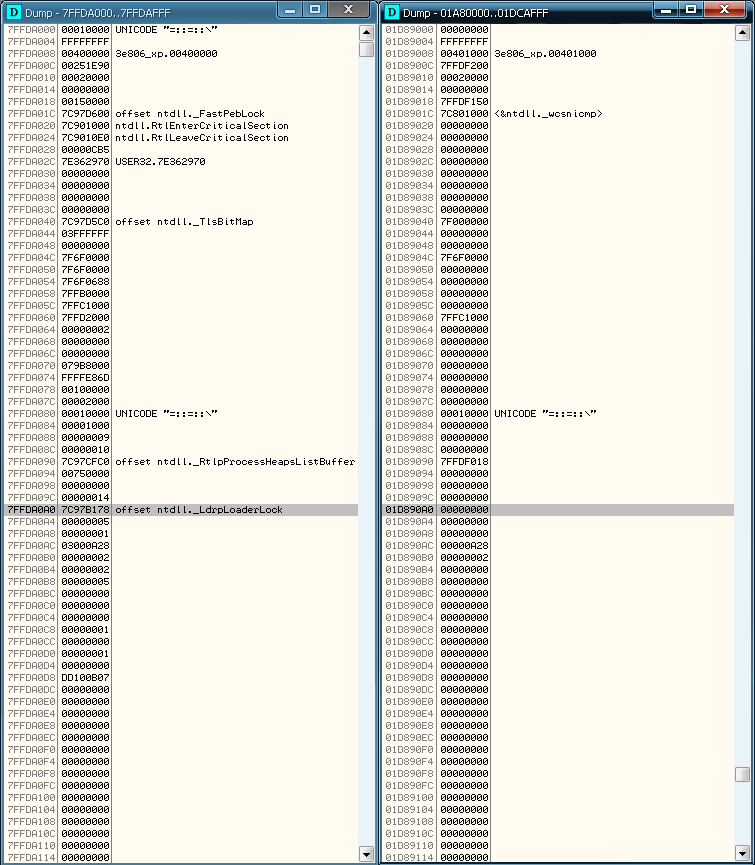 Dump - 7FFDA000..7FFDAFFF
7FFDA000 00010000 UNICODE "=::=::\"
7FFDA004 FFFFFFFF
7FFDA008 00400000 3e806_xp.00400000
7FFDA00C 00251E90
7FFDA010 00020000
7FFDA014 00000000
7FFDA018 00150000
7FFDA01C 7C97D600 offset ntdll._FastPebLock
7FFDA020 7C901000 ntdll.RtlEnterCriticalSection
7FFDA024 7C9010E0 ntdll.RtlLeaveCriticalSection
7FFDA028 00000CB5
7FFDA02C 7E362970 USER32.7E362970
7FFDA030 00000000
7FFDA034 00000000
7FFDA038 00000000
7FFDA03C 00000000
7FFDA040 7C97D5C0 offset ntdll._TlsBitMap
7FFDA044 03FFFFFF
7FFDA048 00000000
7FFDA04C 7F6F0000
7FFDA050 7F6F0000
7FFDA054 7F6F0688
7FFDA058 7FFB0000
7FFDA05C 7FFC1000
7FFDA060 7FFD2000
7FFDA064 00000002
7FFDA068 00000000
7FFDA06C 00000000
7FFDA070 079B8000
7FFDA074 FFFFE86D
7FFDA078 00100000
7FFDA07C 00002000
7FFDA080 00010000 UNICODE "=::=::\"
7FFDA084 00001000
7FFDA088 00000009
7FFDA08C 00000010
7FFDA090 7C97CFC0 offset ntdll._RtlpProcessHeapsListBuffer
7FFDA094 00750000
7FFDA098 00000000
7FFDA09C 00000014
7FFDA0A0 7C97B178 offset ntdll._LdrpLoaderLock
7FFDA0A4 00000005
7FFDA0A8 00000001
7FFDA0AC 03000A28
7FFDA0B0 00000002
7FFDA0B4 00000002
7FFDA0B8 00000005
7FFDA0BC 00000000
7FFDA0C0 00000000
7FFDA0C4 00000000
7FFDA0C8 00000001
7FFDA0CC 00000000
7FFDA0D0 00000001
7FFDA0D4 00000000
7FFDA0D8 DD100B07
7FFDA0DC 00000000
7FFDA0E0 00000000
7FFDA0E4 00000000
7FFDA0E8 00000000
7FFDA0EC 00000000
7FFDA0F0 00000000
7FFDA0F4 00000000
7FFDA0F8 00000000
7FFDA0FC 00000000
7FFDA100 00000000
7FFDA104 00000000
7FFDA108 00000000
7FFDA10C 00000000
7FFDA110 00000000
7FFDA114 00000000
Dump - 01A80000..01DCAFFF
01D89000 00000000
01D89004 FFFFFFFF
01D89008 00401000 3e806_xp.00401000
01D8900C 7FFDF200
01D89010 00020000
01D89014 00000000
01D89018 7FFDF150
01D8901C 7C801000 <&ntdll._wcsnicmp>
01D89020 00000000
01D89024 00000000
01D89028 00000000
01D8902C 00000000
01D89030 00000000
01D89034 00000000
01D89038 00000000
01D8903C 00000000
01D89040 7F000000
01D89044 00000000
01D89048 00000000
01D8904C 7F6F0000
01D89050 00000000
01D89054 00000000
01D89058 00000000
01D8905C 00000000
01D89060 7FFC1000
01D89064 00000000
01D89068 00000000
01D8906C 00000000
01D89070 00000000
01D89074 00000000
01D89078 00000000
01D8907C 00000000
01D89080 00010000 UNICODE "=::=::\"
01D89084 00000000
01D89088 00000000
01D8908C 00000000
01D89090 7FFDF018
01D89094 00000000
01D89098 00000000
01D8909C 00000000
01D890A0 00000000
01D890A4 00000000
01D890A8 00000000
01D890AC 00000A28
01D890B0 00000002
01D890B4 00000000
01D890B8 00000000
01D890BC 00000000
01D890C0 00000000
01D890C4 00000000
01D890C8 00000000
01D890CC 00000000
01D890D0 00000000
01D890D4 00000000
01D890D8 00000000
01D890DC 00000000
01D890E0 00000000
01D890E4 00000000
01D890E8 00000000
01D890EC 00000000
01D890F0 00000000
01D890F4 00000000
01D890F8 00000000
01D890FC 00000000
01D89100 00000000
01D89104 00000000
01D89108 00000000
01D8910C 00000000
01D89110 00000000
01D89114 00000000